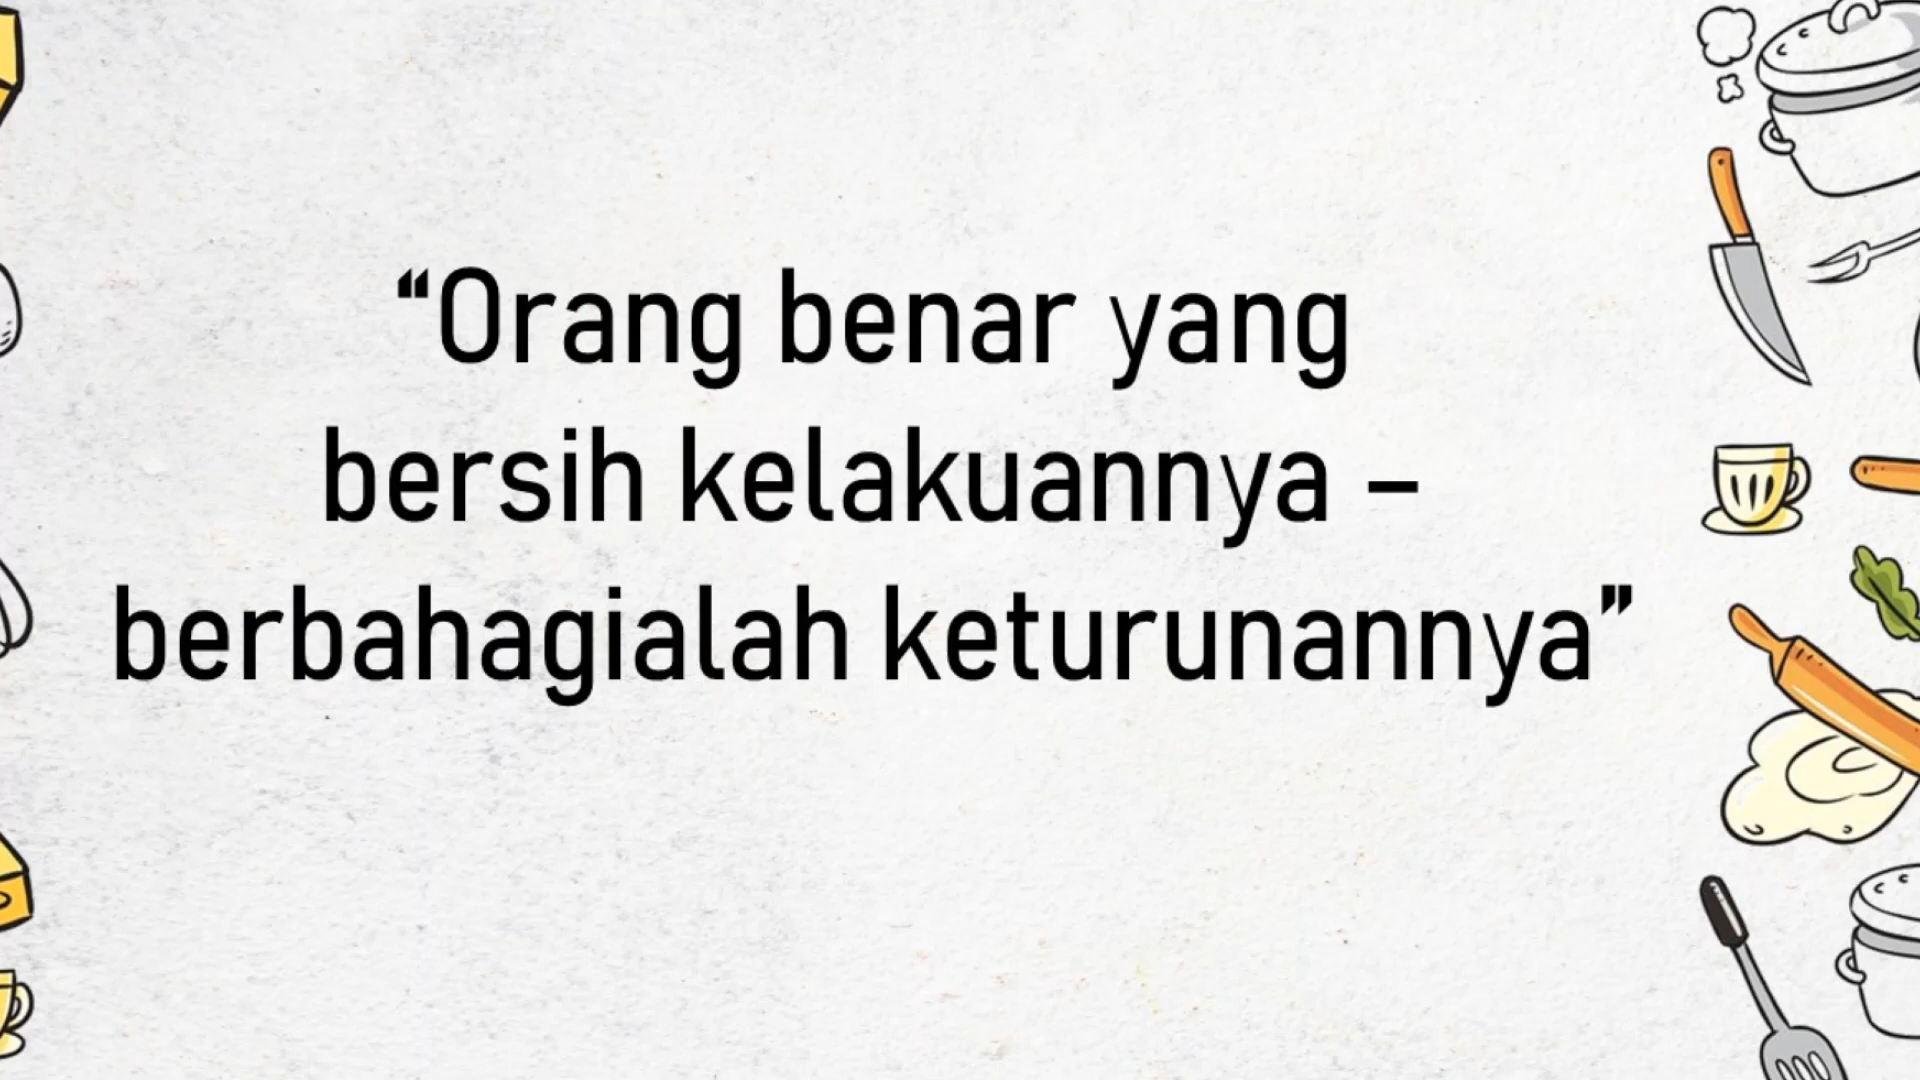 “Orang benar yang
bersih kelakuannya –
berbahagialah keturunannya”